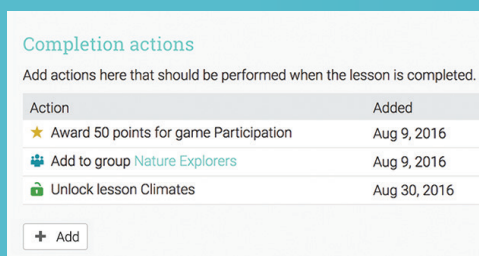 Completion actions
Add actions here that should be performed when the lesson is completed.
Action Added
Award 50 points for game Participation Aug 9, 2016
Add to group Nature Explorers Aug 9, 2016
Unlock lesson Climates Aug 30, 2016
+ Add